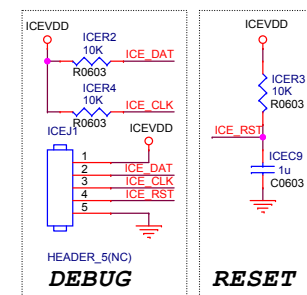 ICEVDD
ICER2
10K
ICE_DAT
R0603
ICER4
10K
ICE_CLK
R0603
ICEJ1
ICEVDD
1
2
ICE_DAT
3
ICE_CLK
4
ICE_RST
5
HEADER_5(NC)
DEBUG
ICEVDD
ICER3
10K
R0603
ICE_RST
ICEC9
1u
C0603
RESET